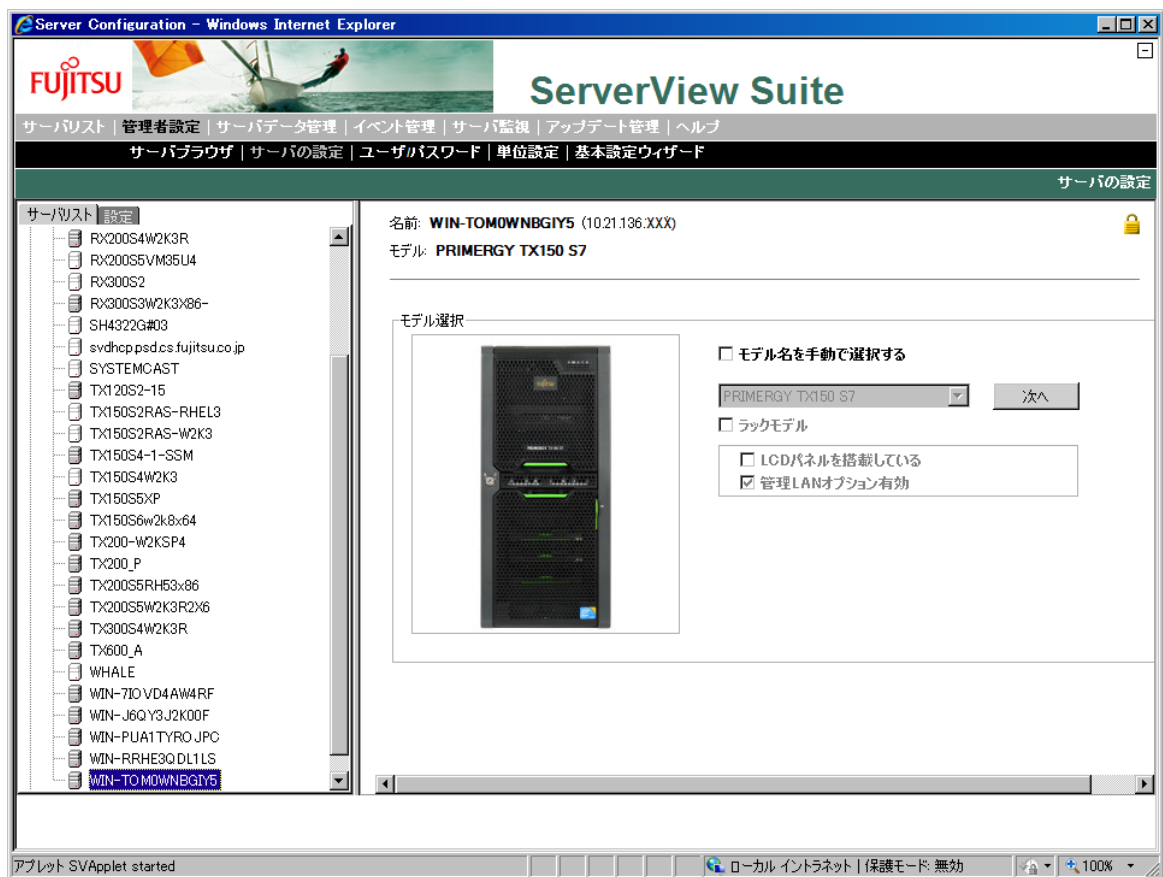 Server Configuration - Windows Internet Explorer
FUJITSU
ServerView Suite
サーバリスト | 管理者設定 | サーバデータ管理 | イベント管理 | サーバ監視 | アップデート管理 | ヘルプ
サーバブラウザ | サーバの設定 | ユーザ/パスワード | 単位設定 | 基本設定ウィザード
サーバの設定
サーバリスト 設定
RX200S4W2K3R
RX200S5VM35U4
RX300S2
RX300S3W2K3X86-
SH4322G#03
svdhcp.psd.cs.fujitsu.co.jp
SYSTEMCAST
TX120S2-15
TX150S2RAS-RHEL3
TX150S2RAS-W2K3
TX150S4-1-SSM
TX150S4W2K3
TX150S5XP
TX150S6w2k8x64
TX200-W2KSP4
TX200_P
TX200S5RH53x86
TX200S5W2K3R2X6
TX300S4W2K3R
TX600_A
WHALE
WIN-7IOVD4AW4RF
WIN-J6QY3J2K00F
WIN-PUA1TYROJPC
WIN-RRHE3QDL1LS
WIN-TOM0WNBGIY5
名前: WIN-TOM0WNBGIY5 (10.21.136.XXX)
モデル: PRIMERGY TX150 S7
モデル選択
モデル名を手動で選択する
PRIMERGY TX150 S7
次へ
ラックモデル
LCDパネルを搭載している
管理LANオプション有効
アプレット SVApplet started
ローカル イントラネット | 保護モード: 無効
100%